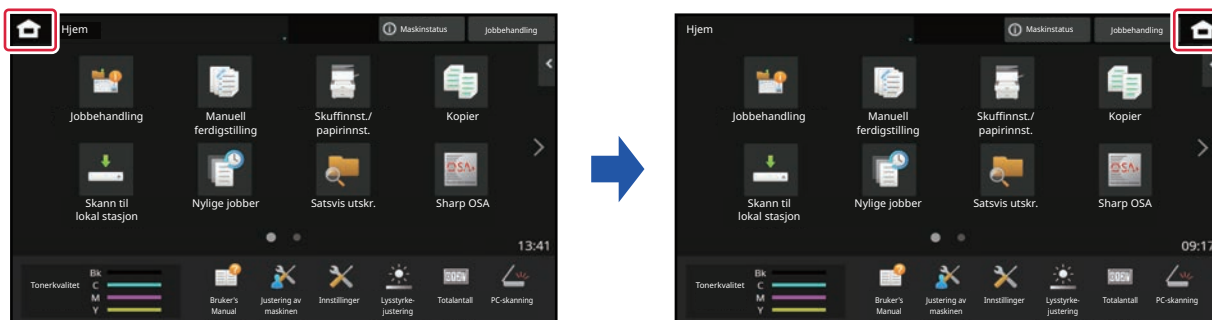 Hjem
Maskinstatus
Jobbehandling
Jobbehandling
Manuell
ferdigstilling
Skuffinnst./
papirinnst.
Kopier
Skann til
lokal stasjon
Nylige jobber
Satsvis utskr.
Sharp OSA
13:41
Tonerkvalitet
Bk
C
M
Y
Bruker's
Manual
Justering av
maskinen
Innstillinger
Lysstyrke-
justering
Totalantall
PC-skanning
Hjem
Maskinstatus
Jobbehandling
Jobbehandling
Manuell
ferdigstilling
Skuffinnst./
papirinnst.
Kopier
Skann til
lokal stasjon
Nylige jobber
Satsvis utskr.
Sharp OSA
09:17
Tonerkvalitet
Bk
C
M
Y
Bruker's
Manual
Justering av
maskinen
Innstillinger
Lysstyrke-
justering
Totalantall
PC-skanning